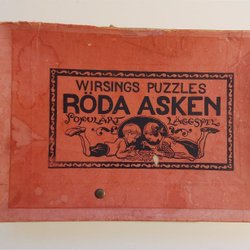 WIRSINGS PUZZLES
RÖDA ASKEN
POPULÄRT LÄGGSPEL